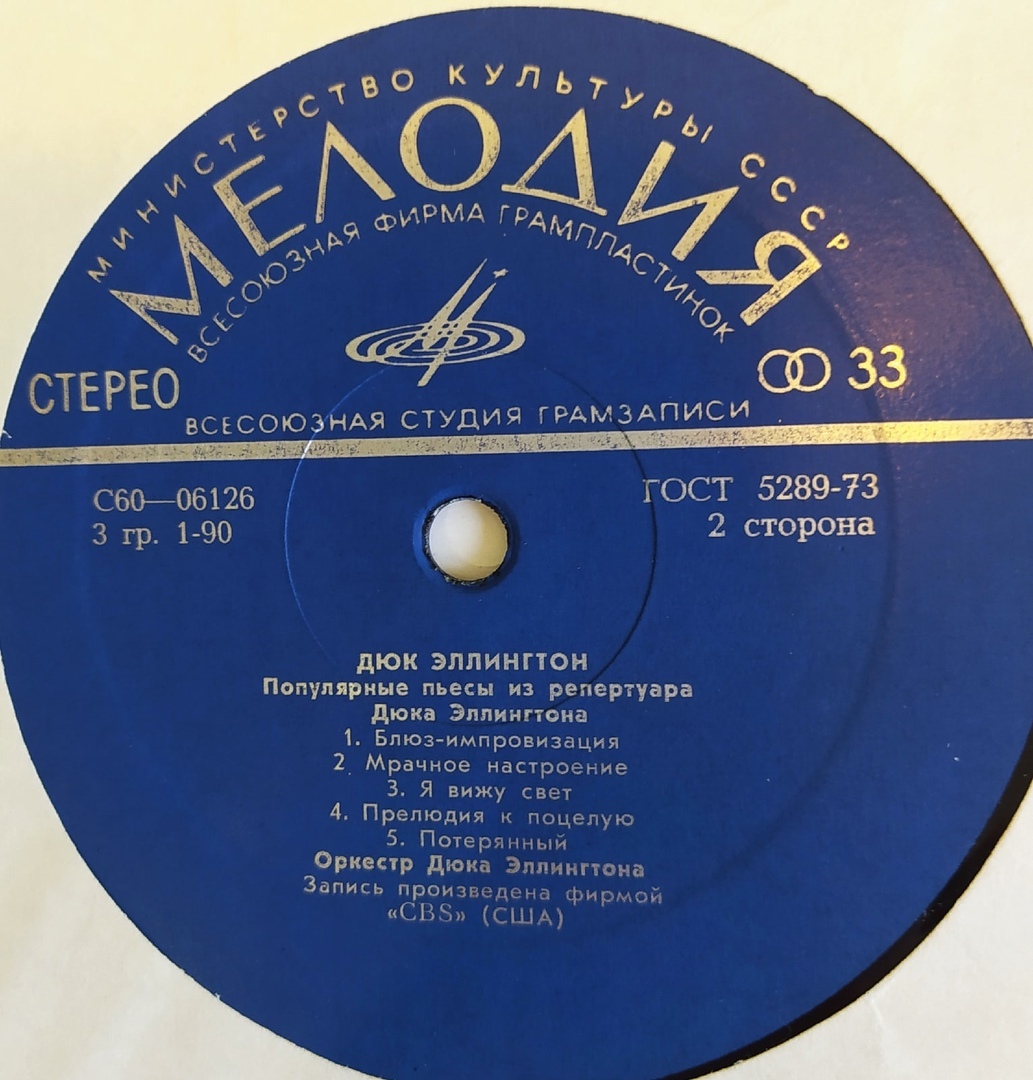 МИНИСТЕРСТВО КУЛЬТУРЫ СССР
МЕЛОДИЯ
ВСЕСОЮЗНАЯ ФИРМА ГРАМПЛАСТИНОК
СТЕРЕО
33
ВСЕСОЮЗНАЯ СТУДИЯ ГРАМЗАПИСИ
С60—06126
ГОСТ 5289-73
3 гр. 1-90
2 сторона
ДЮК ЭЛЛИНГТОН
Популярные пьесы из репертуара
Дюка Эллингтона
1. Блюз-импровизация
2. Мрачное настроение
3. Я вижу свет
4. Прелюдия к поцелую
5. Потерянный
Оркестр Дюка Эллингтона
Запись произведена фирмой
«CBS» (США)